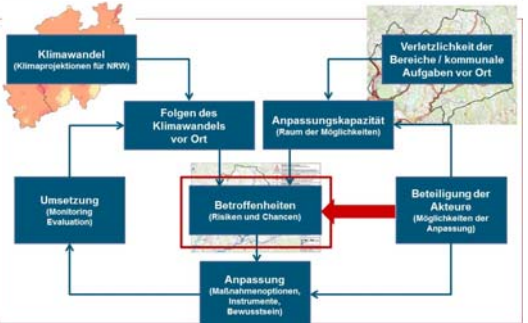 Klimawandel
(Klimaprojektionen für NRW)
Verletzlichkeit der
Bereiche / kommunale
Aufgaben vor Ort
Folgen des
Klimawandels
vor Ort
Anpassungskapazität
(Raum der Möglichkeiten)
Umsetzung
(Monitoring
Evaluation)
Betroffenheiten
(Risiken und Chancen)
Beteiligung der
Akteure
(Möglichkeiten der
Anpassung)
Anpassung
(Maßnahmenoptionen,
Instrumente,
Bewusstsein)